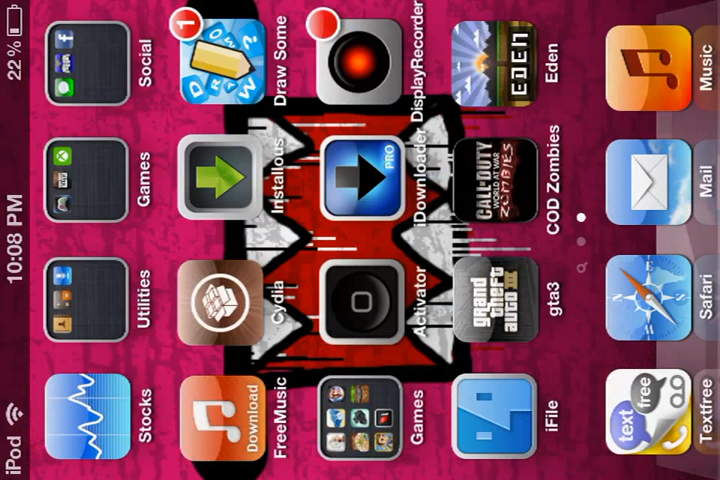 iPod 10:08 PM 22 %
Stocks Utilities Games Social
Download 1
FreeMusic Cydia Installous Draw Some
PRO
Games Activator iDownloader DisplayRecorder
grand theft auto III
CALL OF DUTY
WORLD AT WAR
ZOMBIES
EDEN
iFile gta3 COD Zombies Eden
text free
Textfree Safari Mail Music